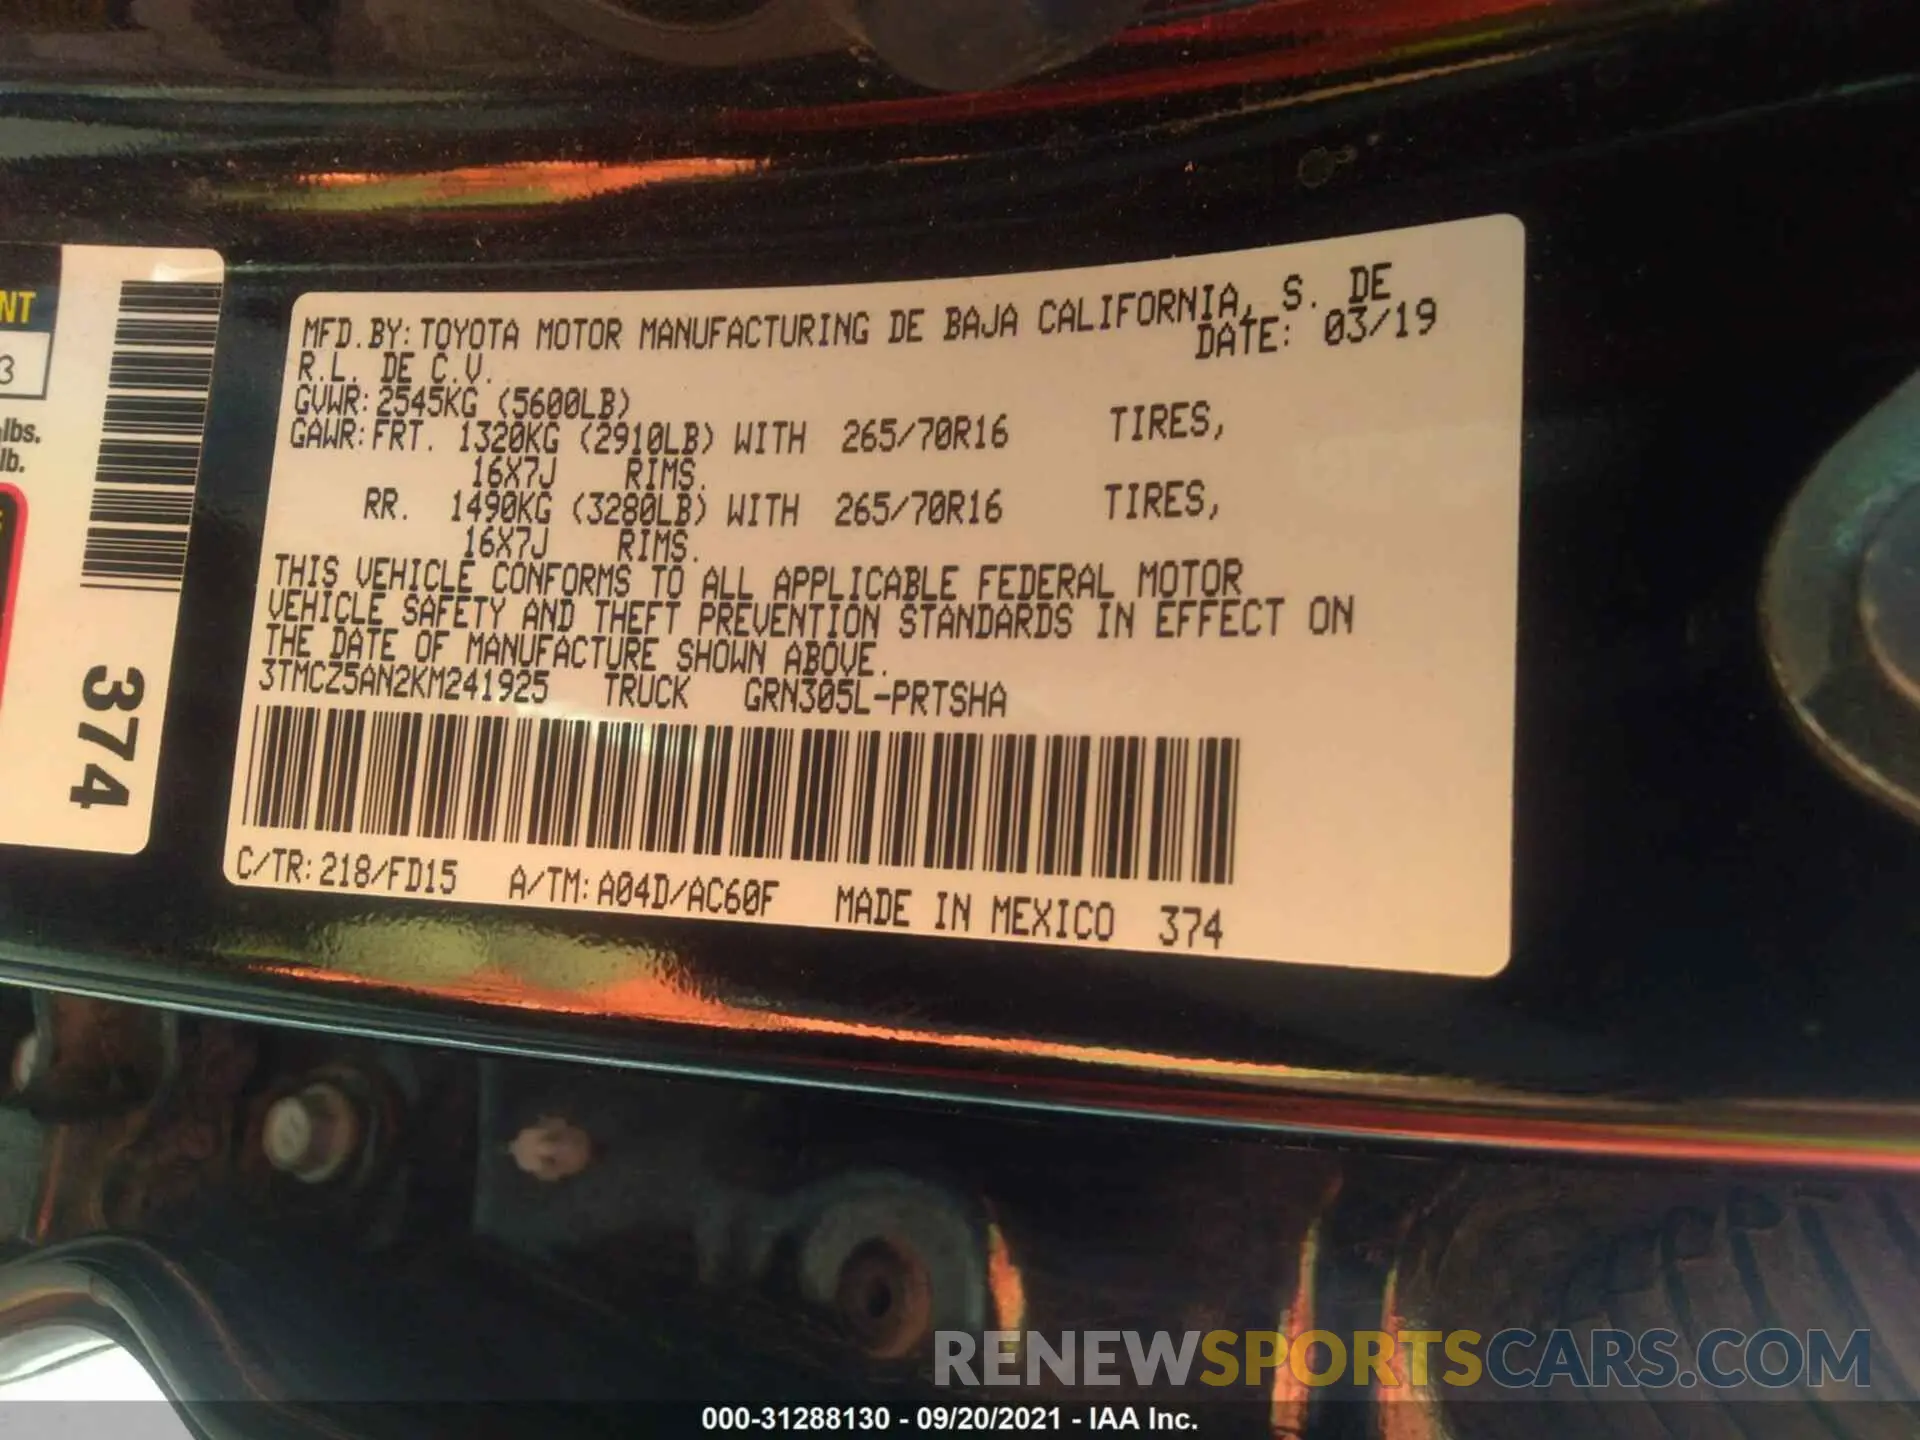 NT
3
lbs.
lb.
374
MFD.BY: TOYOTA MOTOR MANUFACTURING DE BAJA CALIFORNIA, S. DE
R.L. DE C.V. DATE: 03/19
GVWR: 2545KG (5600LB)
GAWR: FRT. 1320KG (2910LB) WITH 265/70R16 TIRES,
16X7J RIMS.
RR. 1490KG (3280LB) WITH 265/70R16 TIRES,
16X7J RIMS.
THIS VEHICLE CONFORMS TO ALL APPLICABLE FEDERAL MOTOR
VEHICLE SAFETY AND THEFT PREVENTION STANDARDS IN EFFECT ON
THE DATE OF MANUFACTURE SHOWN ABOVE.
3TMCZ5AN2KM241925 TRUCK GRN305L-PRTSHA
C/TR: 218/FD15 A/TM: A04D/AC60F MADE IN MEXICO 374
RENEWSPORTSCARS.COM
000-31288130 - 09/20/2021 - IAA Inc.